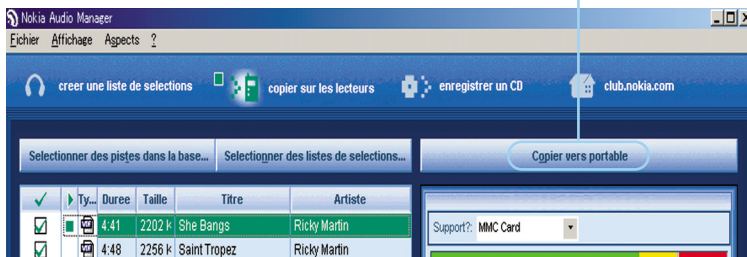 Nokia Audio Manager
Fichier Affichage Aspects ?
creer une liste de selections copier sur les lecteurs enregistrer un CD club.nokia.com
Selectionner des pistes dans la base... Selectionner des listes de selections... Copier vers portable
Ty... Duree Taille Titre Artiste
4:41 2202 K She Bangs Ricky Martin
Support?: MMC Card
4:48 2256 K Saint Tropez Ricky Martin